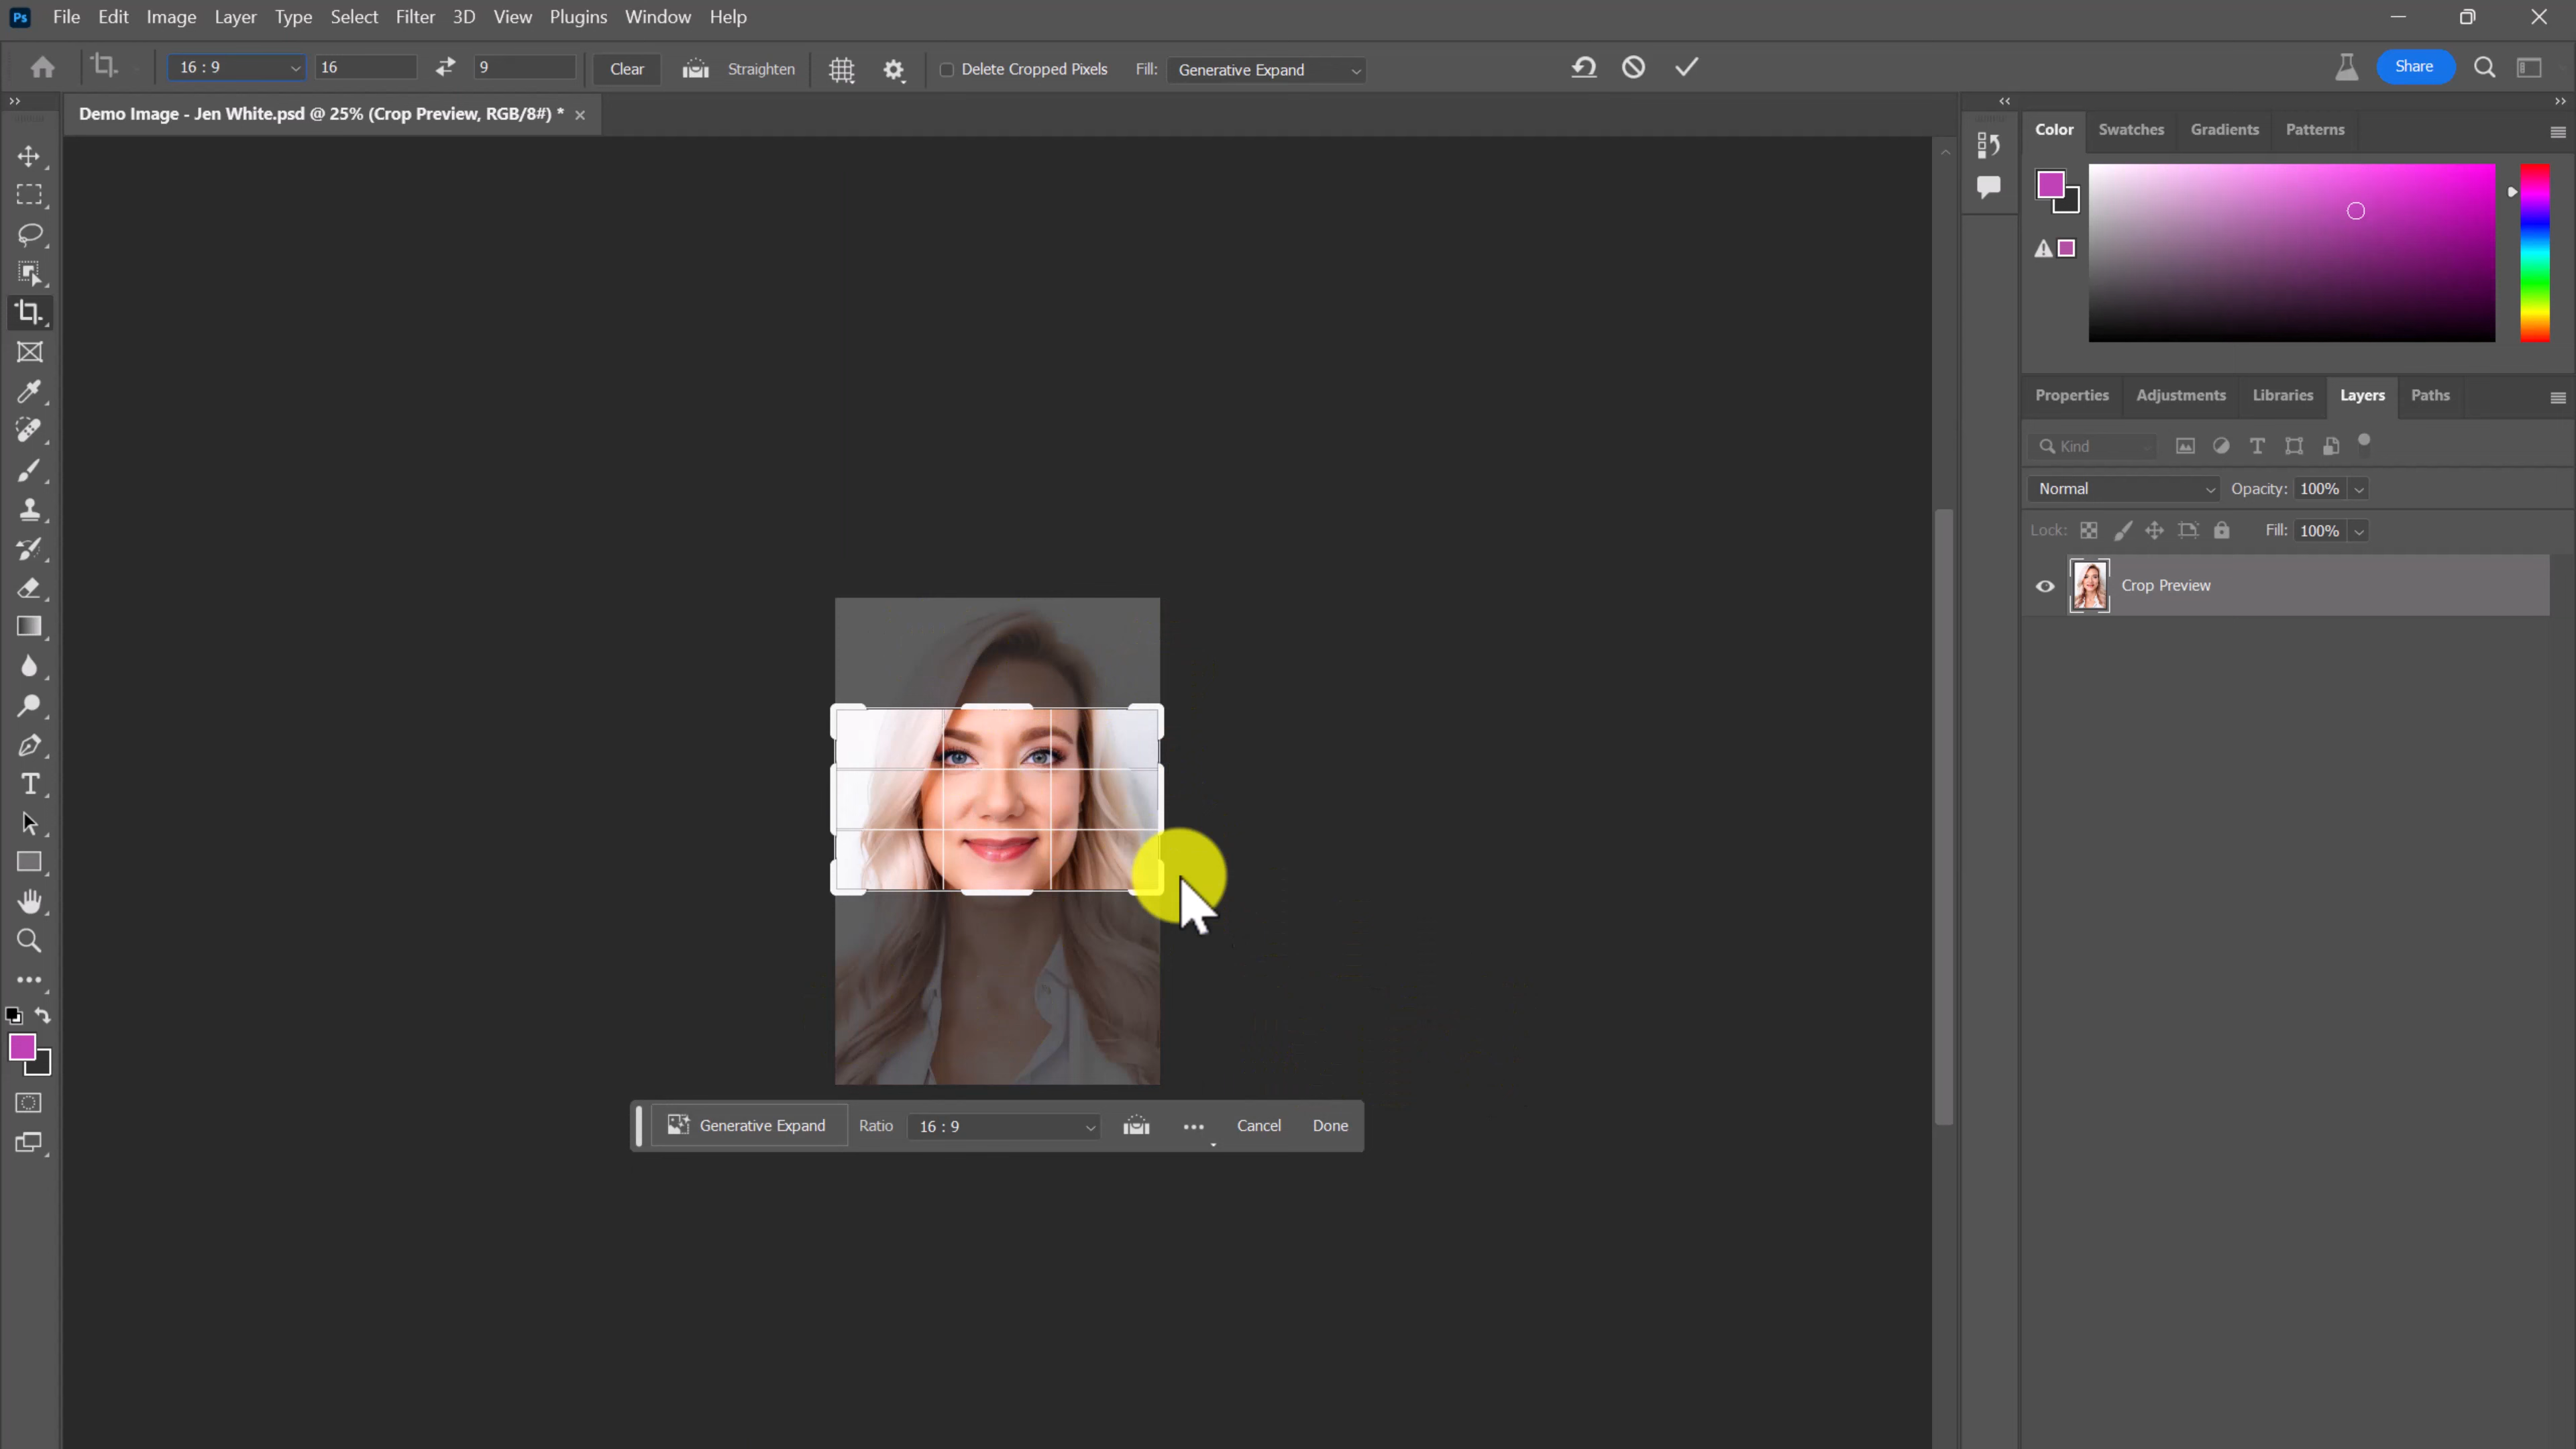 Ps File Edit Image Layer Type Select Filter 3D View Plugins Window Help
16 : 9 16 9 Clear Straighten Delete Cropped Pixels Fill: Generative Expand Share
Demo Image - Jen White.psd @ 25% (Crop Preview, RGB/8#) *
Color Swatches Gradients Patterns
Properties Adjustments Libraries Layers Paths
Kind
Normal Opacity: 100%
Lock: Fill: 100%
Crop Preview
Generative Expand Ratio 16 : 9 Cancel Done